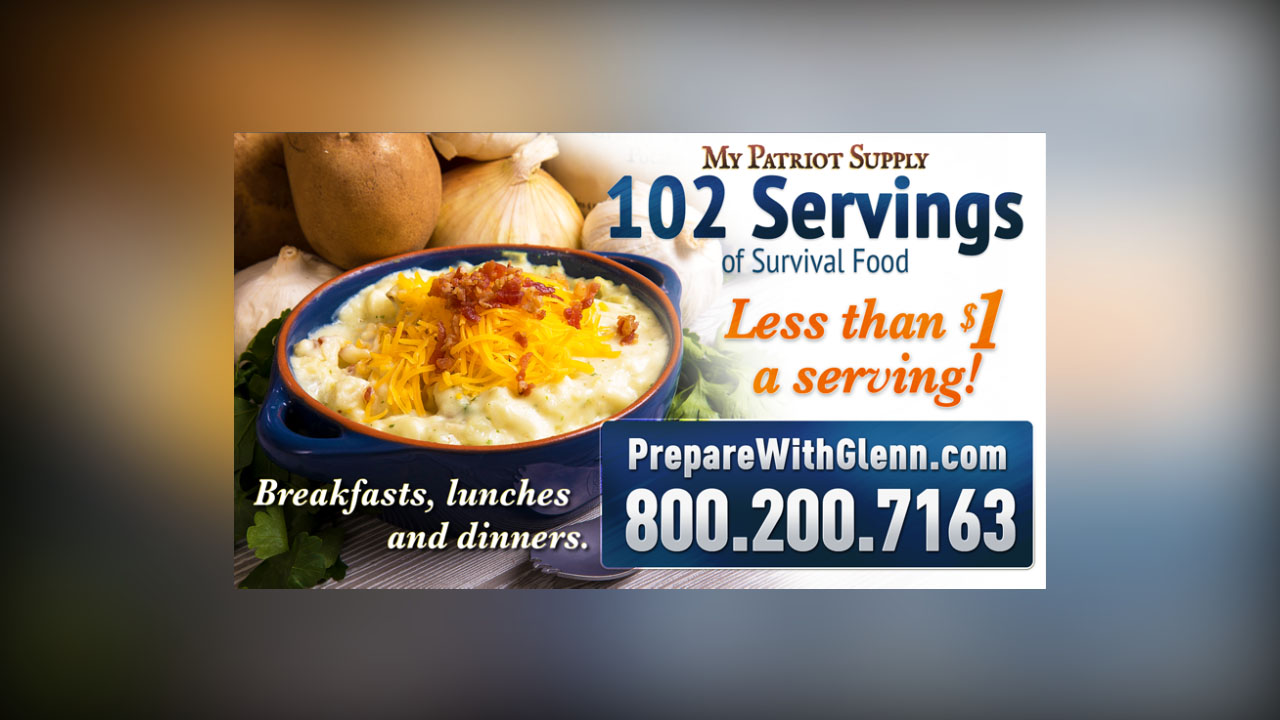 My Patriot Supply
102 Servings
of Survival Food
Less than $1
a serving!
PrepareWithGlenn.com
800.200.7163
Breakfasts, lunches
and dinners.